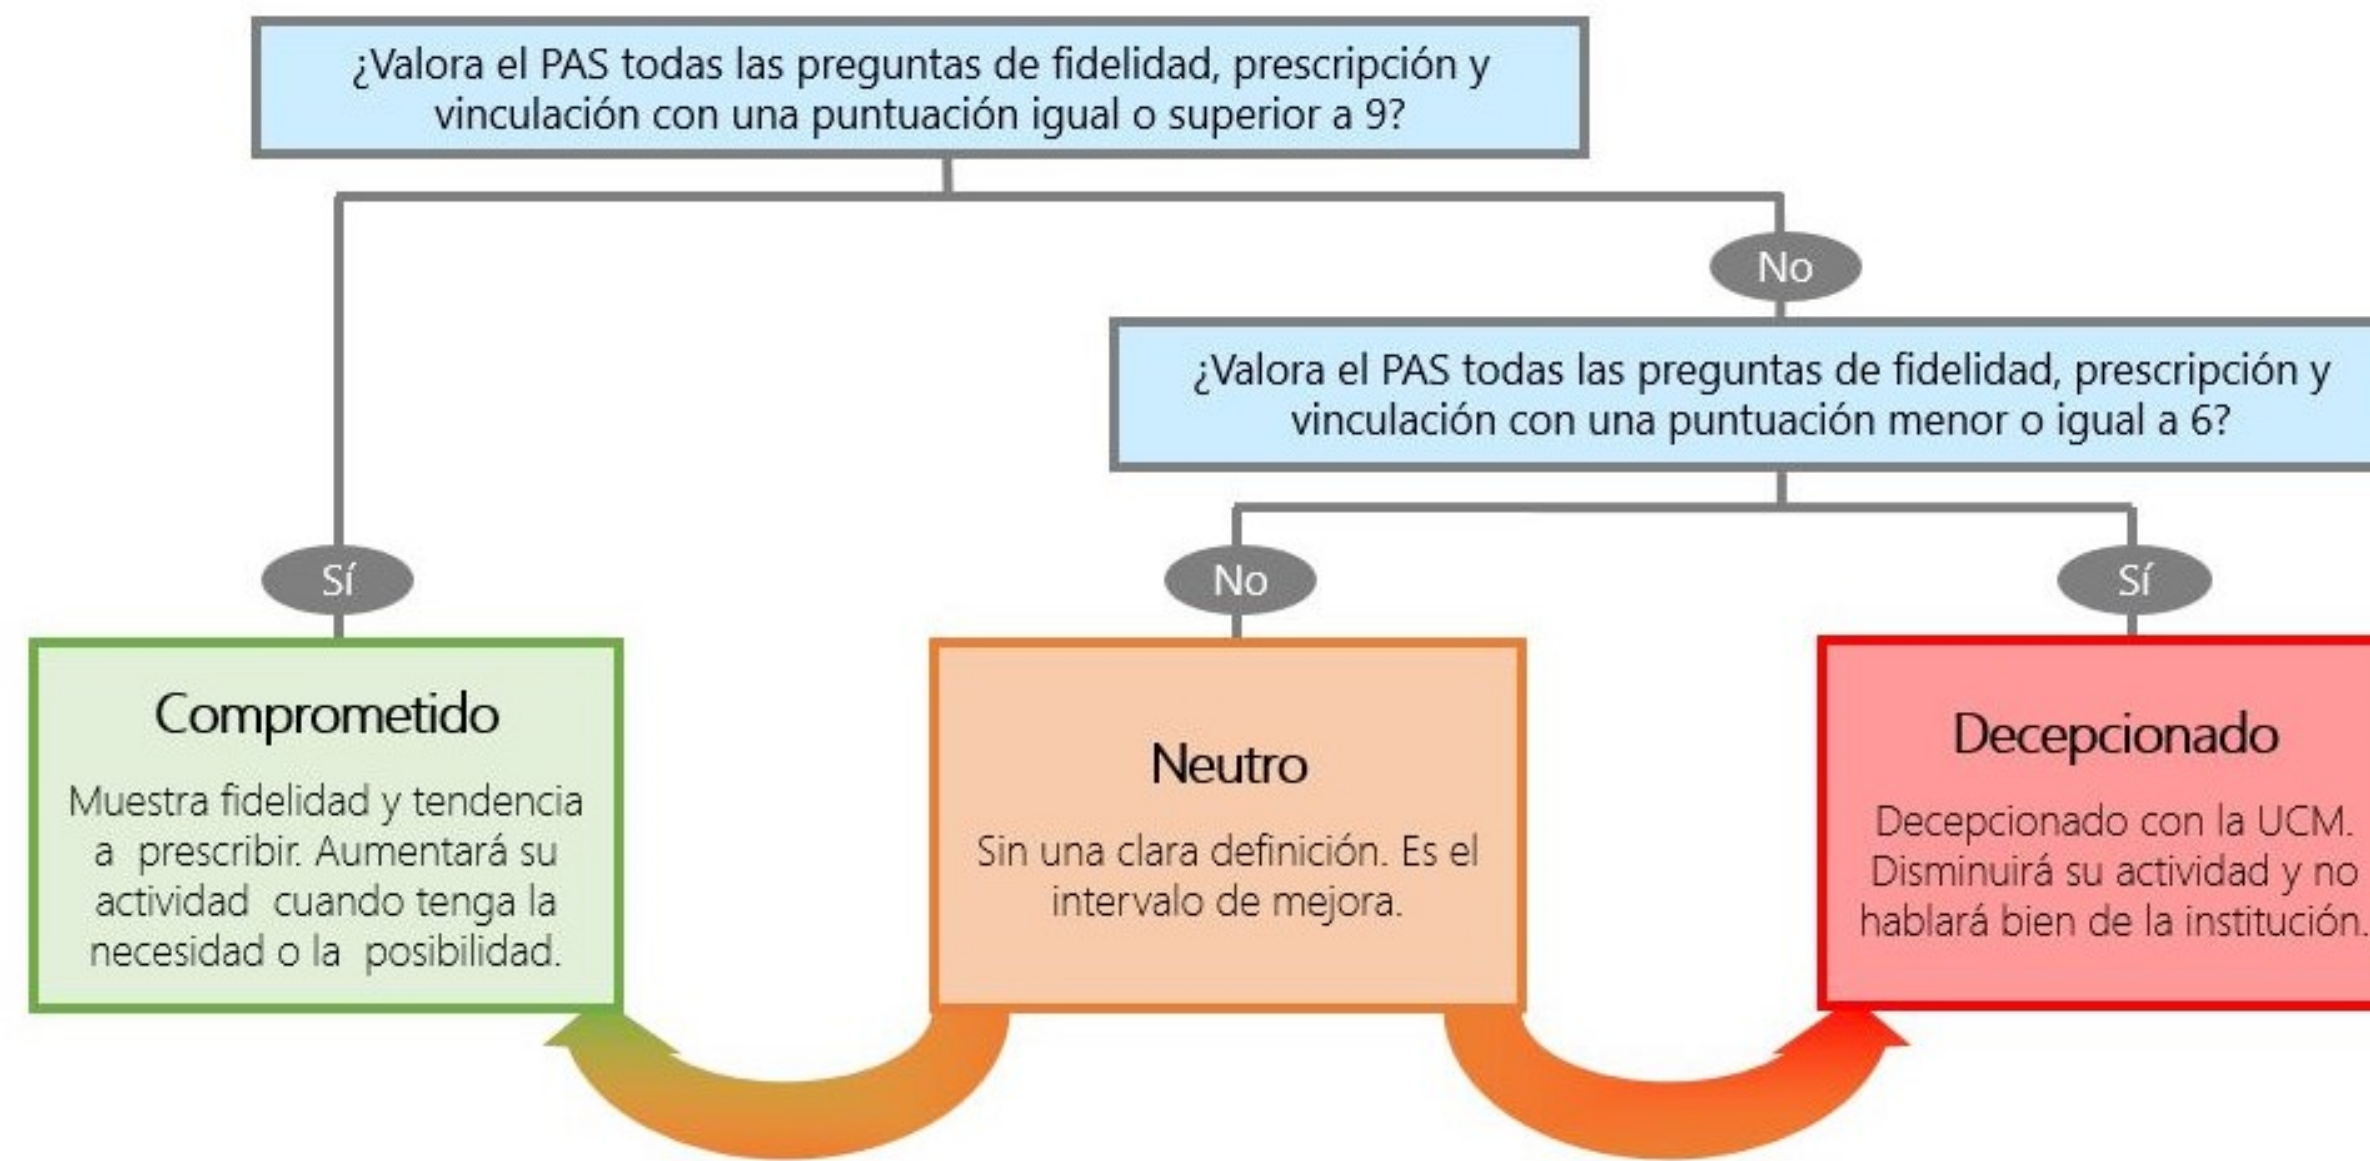 ¿Valora el PAS todas las preguntas de fidelidad, prescripción y
vinculación con una puntuación igual o superior a 9?
No
¿Valora el PAS todas las preguntas de fidelidad, prescripción y
vinculación con una puntuación menor o igual a 6?
Sí
No
Sí
Comprometido
Muestra fidelidad y tendencia
a prescribir. Aumentará su
actividad cuando tenga la
necesidad o la posibilidad.
Neutro
Sin una clara definición. Es el
intervalo de mejora.
Decepcionado
Decepcionado con la UCM.
Disminuirá su actividad y no
hablará bien de la institución.